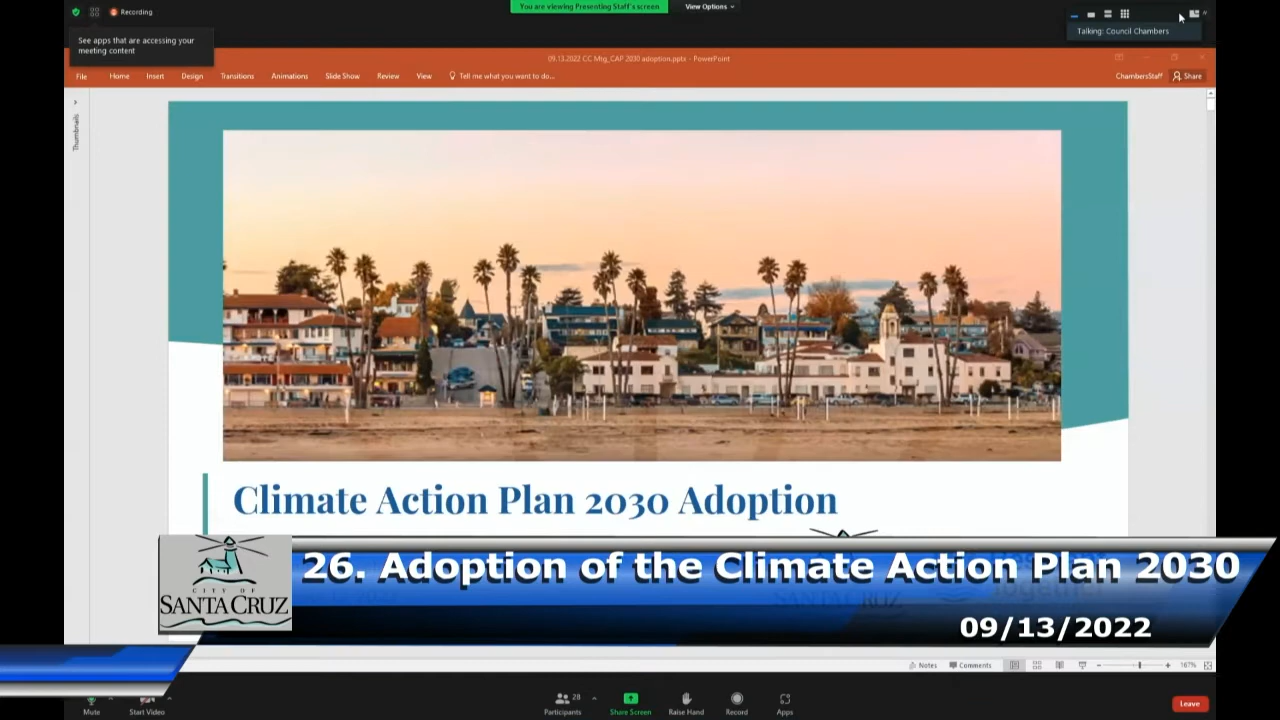 Recording
You are viewing Presenting Staff's screen
View Options
Talking: Council Chambers
See apps that are accessing your
meeting content
09.13-2022 CC Mtg_CAP 2030 adoption.pptx - PowerPoint
File Home Insert Design Transitions Animations Slide Show Review View Tell me what you want to do... ChambersStaff Share
Thumbnails
Climate Action Plan 2030 Adoption
26. Adoption of the Climate Action Plan 2030
CITY OF
SANTA CRUZ
09/13/2022
Notes Comments 167%
Mute Start Video Participants 28 Share Screen Raise Hand Record Apps Leave